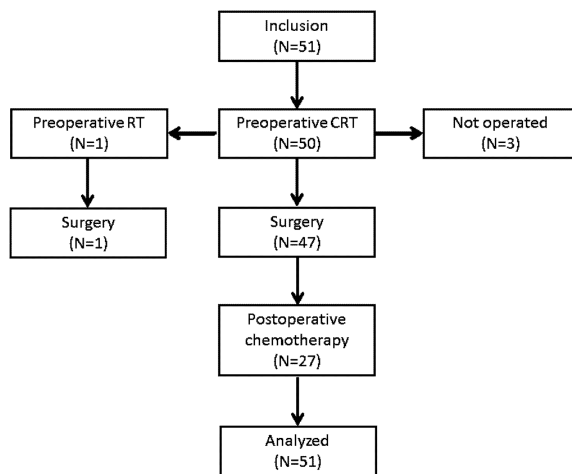 Inclusion
(N=51)
Preoperative RT
(N=1)
Preoperative CRT
(N=50)
Not operated
(N=3)
Surgery
(N=1)
Surgery
(N=47)
Postoperative
chemotherapy
(N=27)
Analyzed
(N=51)